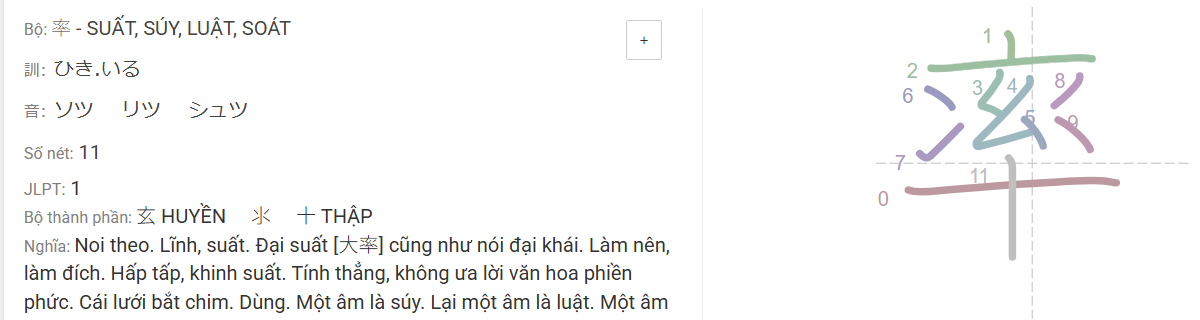 Bộ: 率 - SUẤT, SÚY, LUẬT, SOÁT
+
訓: ひき.いる
音: ソツ リツ シュツ
Số nét: 11
JLPT: 1
Bộ thành phần: 玄 HUYỀN 氺 十 THẬP
Nghĩa: Noi theo. Lĩnh, suất. Đại suất [大率] cũng như nói đại khái. Làm nên,
làm đích. Hấp tấp, khinh suất. Tính thẳng, không ưa lời văn hoa phiền
phức. Cái lưới bắt chim. Dùng. Một âm là súy. Lại một âm là luật. Một âm
率
1
2
3 4 8
6
5 9
7
11
0